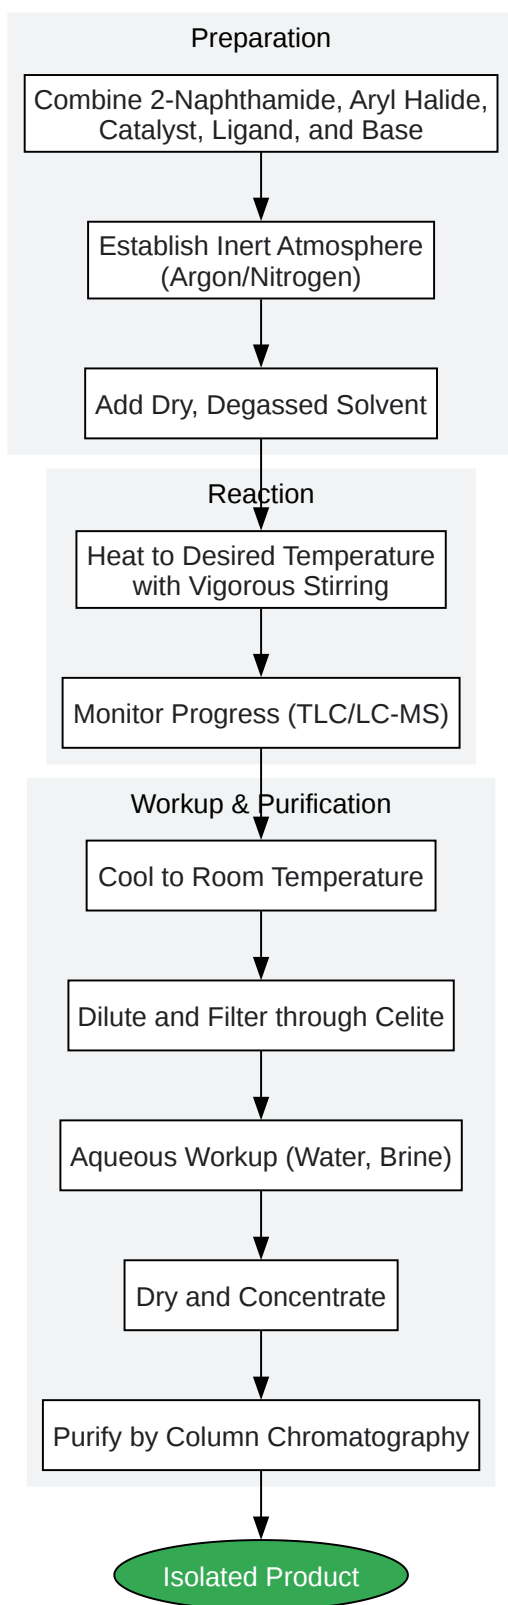 Preparation
Combine 2-Naphthamide, Aryl Halide,
Catalyst, Ligand, and Base
Establish Inert Atmosphere
(Argon/Nitrogen)
Add Dry, Degassed Solvent
Reaction
Heat to Desired Temperature
with Vigorous Stirring
Monitor Progress (TLC/LC-MS)
Workup & Purification
Cool to Room Temperature
Dilute and Filter through Celite
Aqueous Workup (Water, Brine)
Dry and Concentrate
Purify by Column Chromatography
Isolated Product